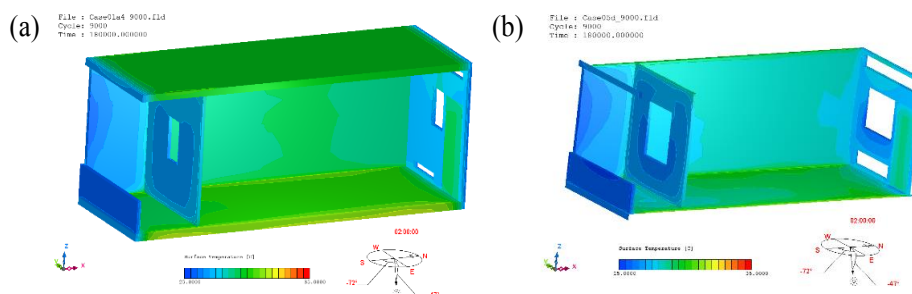 (a)
File : Case01a4_9000.fld
Cycle: 9000
Time : 180000.000000
02:00:00
W
N
S
E
-72°
-47°
Z
Y
X
Surface Temperature [C]
(b)
File : Case05d_9000.fld
Cycle: 9000
Time : 180000.000000
02:00:00
W
N
S
E
-72°
-47°
Z
Y
X
Surface Temperature [C]
25.0000
35.0000